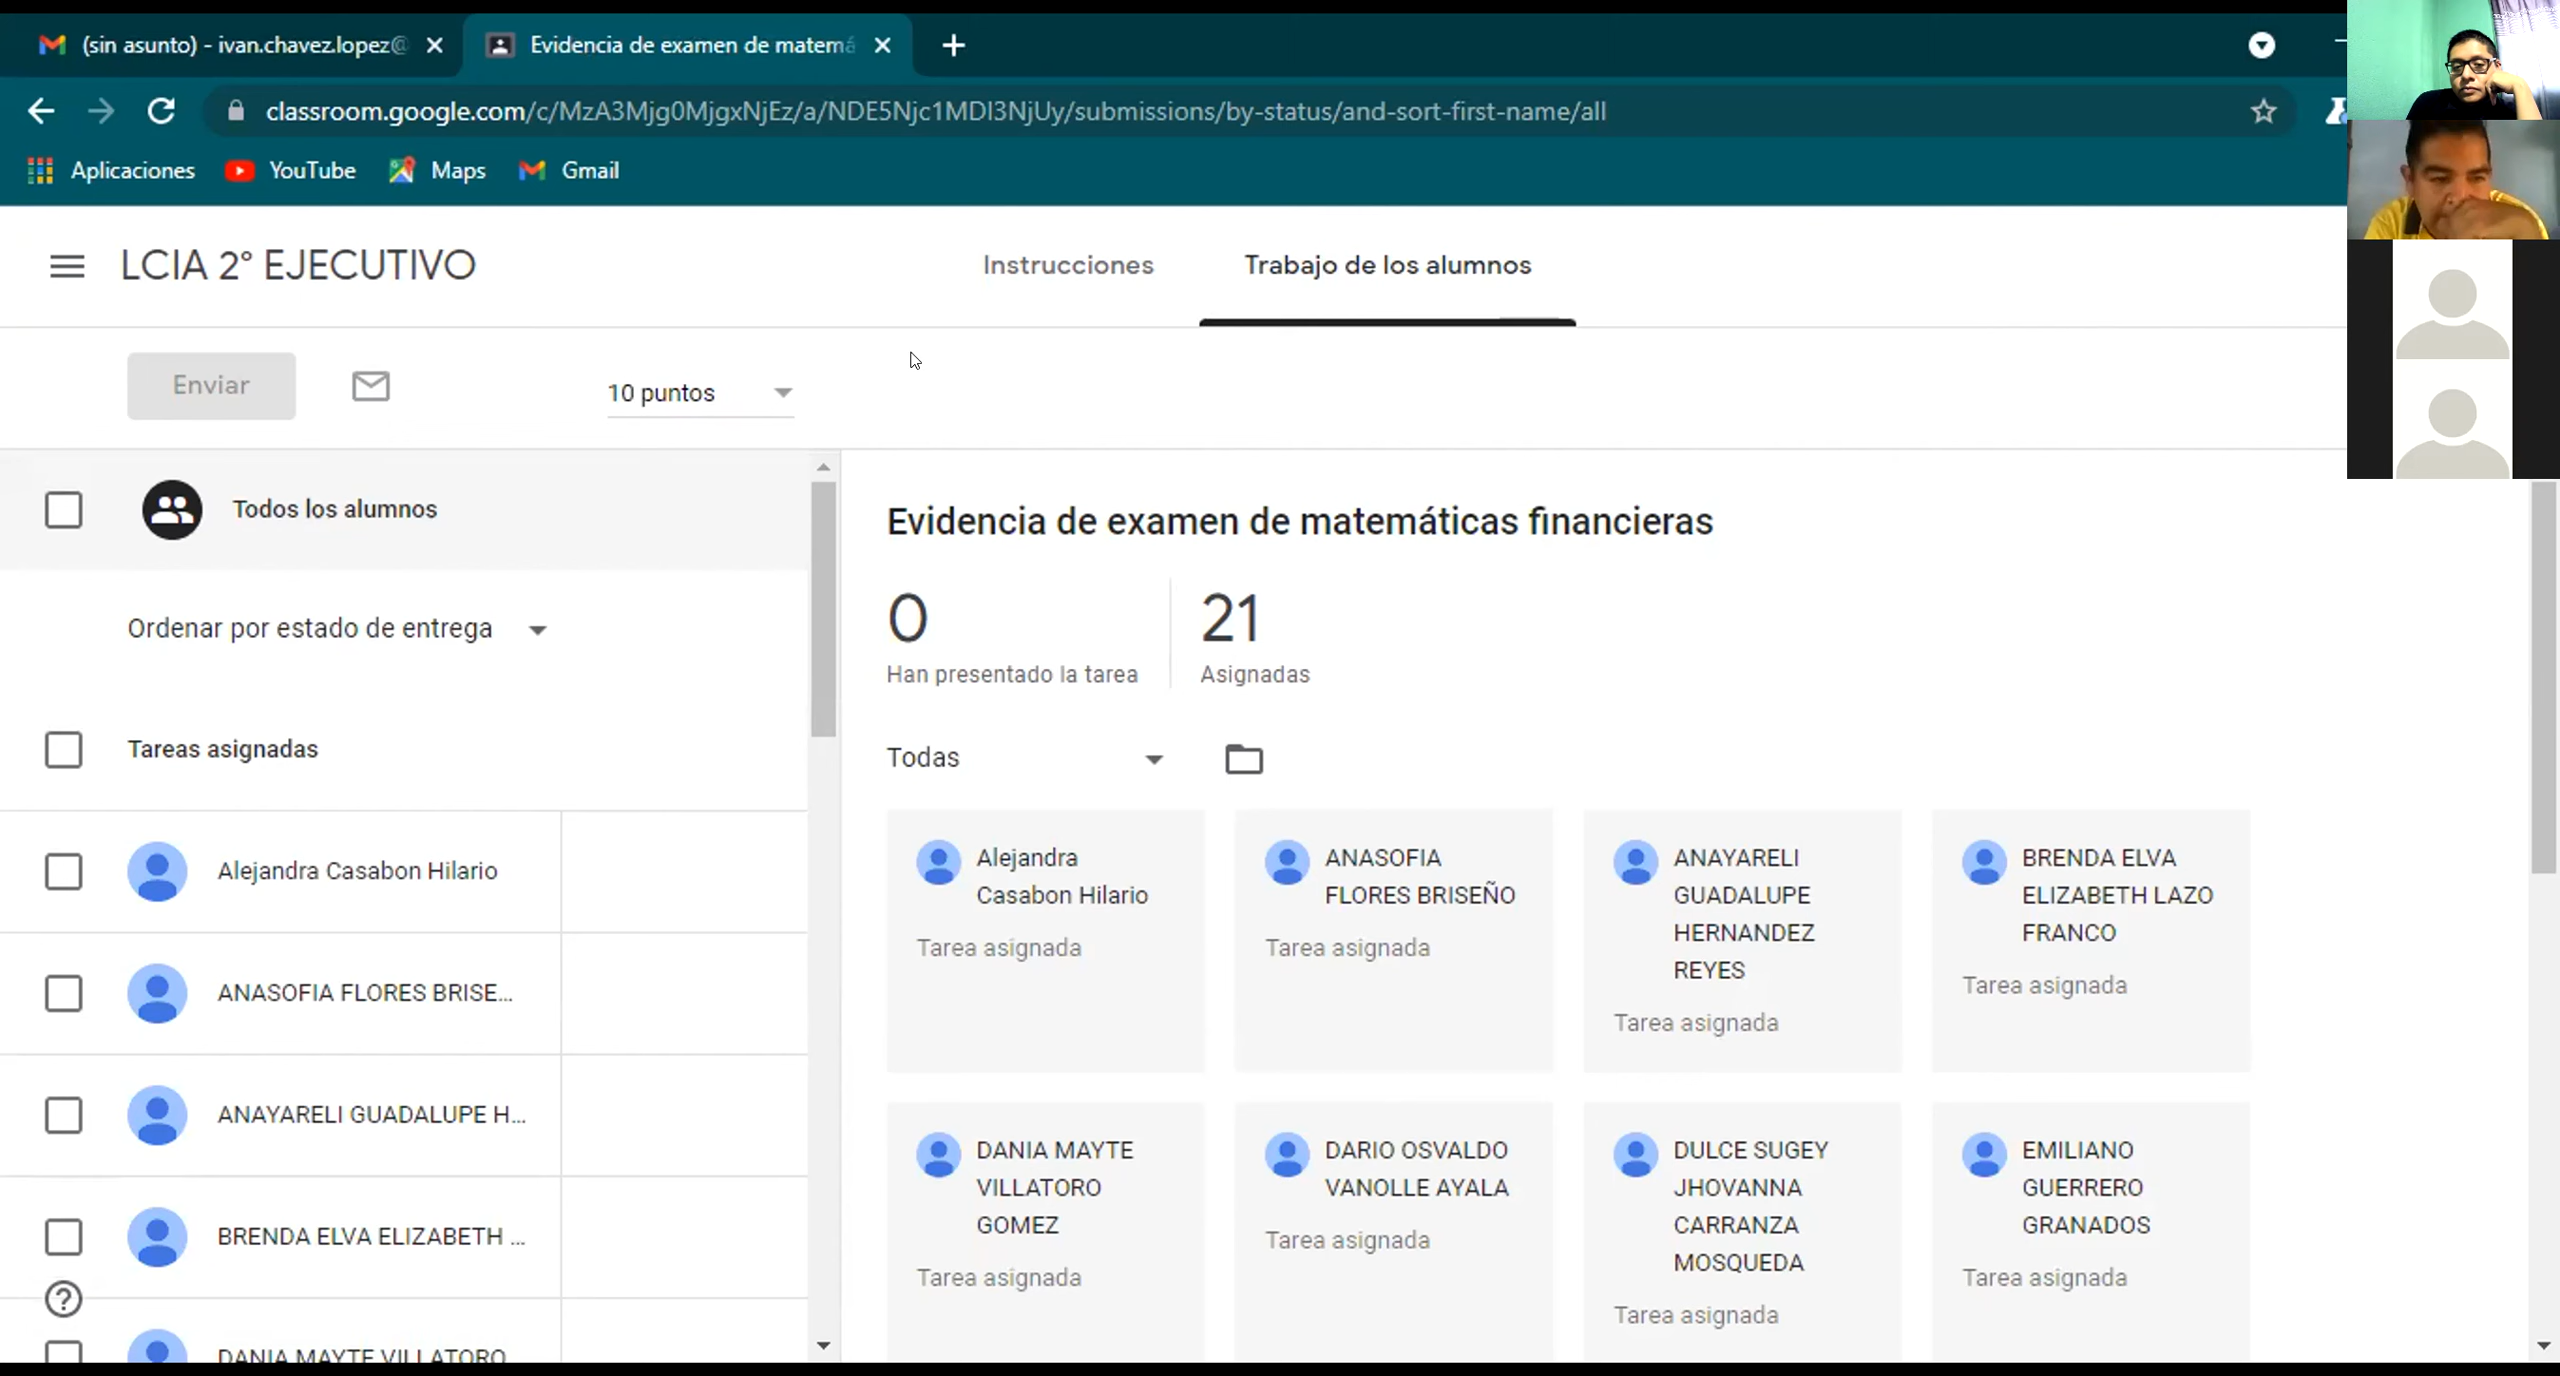 (sin asunto) - ivan.chavez.lopez@
Evidencia de examen de matemá
classroom.google.com/c/MzA3Mjg0MjgxNjEz/a/NDE5Njc1MDI3NjUy/submissions/by-status/and-sort-first-name/all
Aplicaciones
YouTube
Maps
Gmail
LCIA 2° EJECUTIVO
Instrucciones
Trabajo de los alumnos
Enviar
10 puntos
Todos los alumnos
Ordenar por estado de entrega
Tareas asignadas
Alejandra Casabon Hilario
ANASOFIA FLORES BRISE...
ANAYARELI GUADALUPE H...
BRENDA ELVA ELIZABETH ...
DANIA MAYTE VILLATORO
Evidencia de examen de matemáticas financieras
0
Han presentado la tarea
21
Asignadas
Todas
Alejandra
Casabon Hilario
Tarea asignada
ANASOFIA
FLORES BRISEÑO
Tarea asignada
ANAYARELI
GUADALUPE
HERNANDEZ
REYES
Tarea asignada
BRENDA ELVA
ELIZABETH LAZO
FRANCO
Tarea asignada
DANIA MAYTE
VILLATORO
GOMEZ
Tarea asignada
DARIO OSVALDO
VANOLLE AYALA
Tarea asignada
DULCE SUGEY
JHOVANNA
CARRANZA
MOSQUEDA
Tarea asignada
EMILIANO
GUERRERO
GRANADOS
Tarea asignada